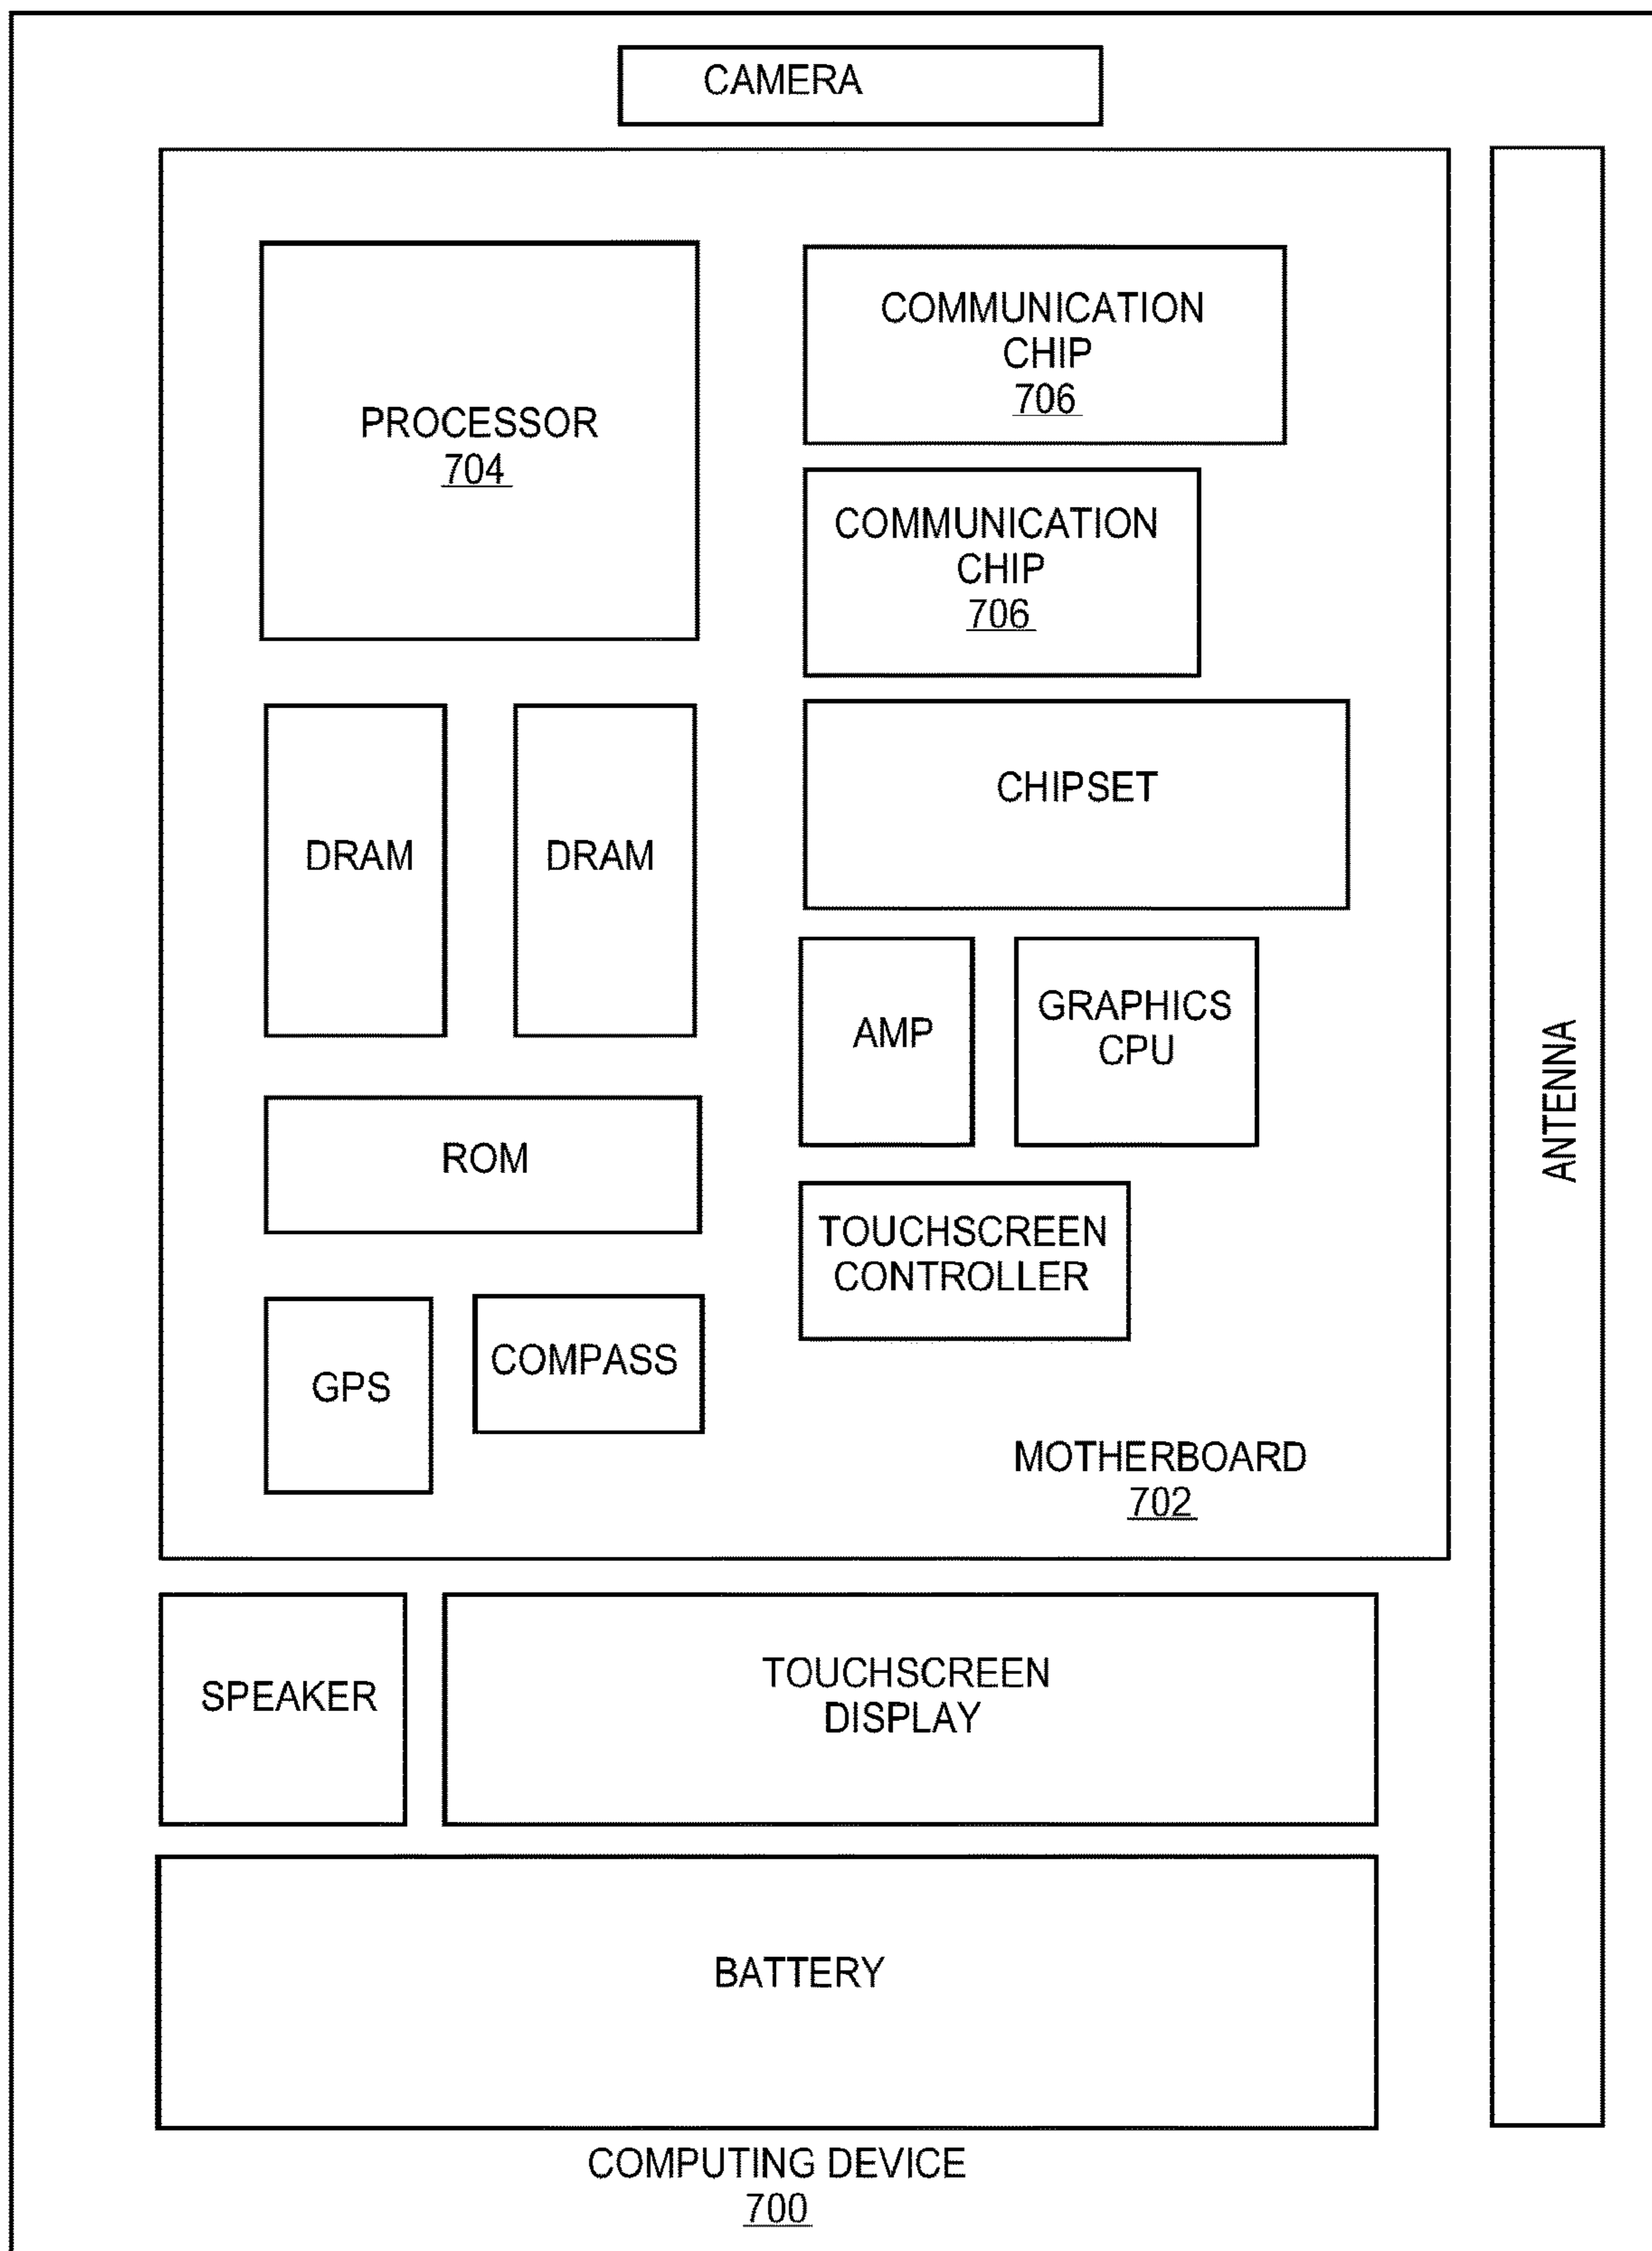 CAMERA
PROCESSOR
704
COMMUNICATION
CHIP
706
COMMUNICATION
CHIP
706
DRAM
DRAM
CHIPSET
AMP
GRAPHICS
CPU
ROM
TOUCHSCREEN
CONTROLLER
GPS
COMPASS
MOTHERBOARD
702
ANTENNA
SPEAKER
TOUCHSCREEN
DISPLAY
BATTERY
COMPUTING DEVICE
700